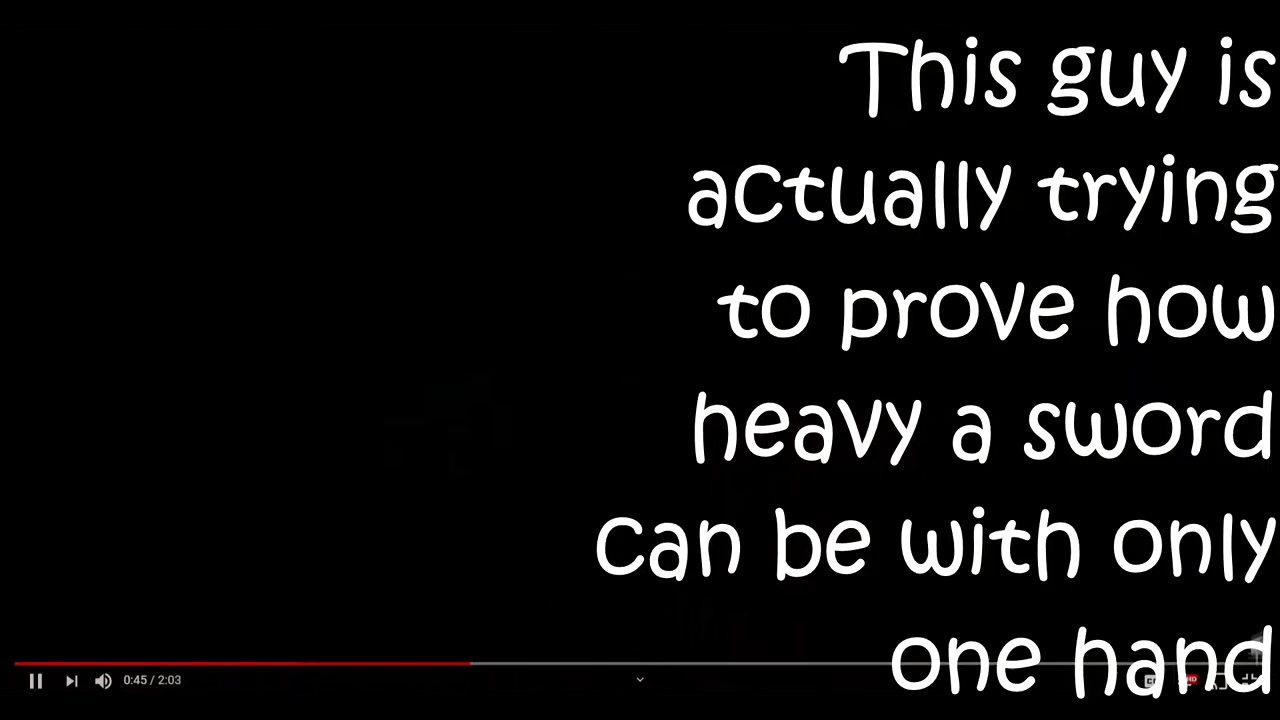 This guy is
actually trying
to prove how
heavy a sword
can be with only
one hand
0:45 / 2:03